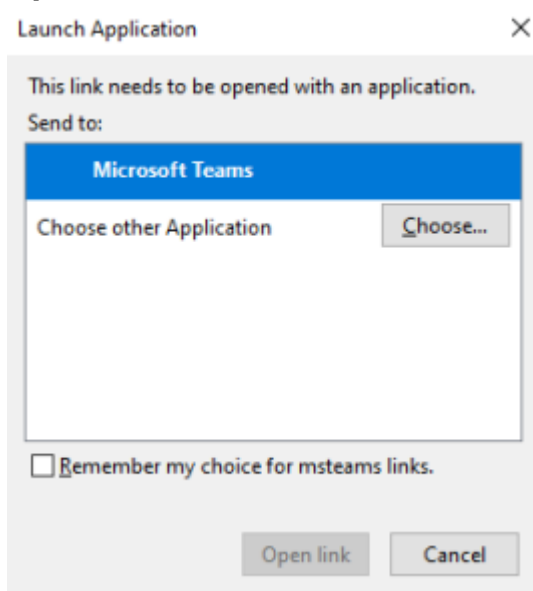 Launch Application
This link needs to be opened with an application.
Send to:
Microsoft Teams
Choose other Application
Choose...
Remember my choice for msteams links.
Open link
Cancel